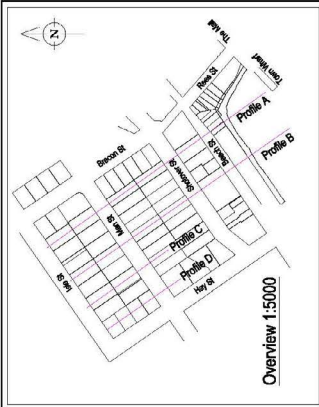 N
The Mall
Rees St
Town Wharf
Brecon St
Shotover St
Beach St
Profile A
Profile B
Isle St
Man St
Profile C
Profile D
Hay St
Overview 1:5000